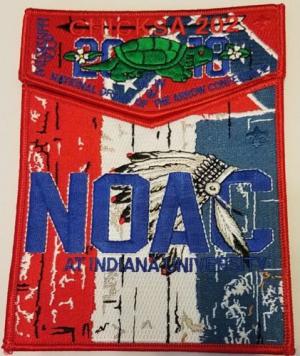 CHICKSA 202
2018
NATIONAL ORDER OF THE ARROW CONFERENCE
NOAC
AT INDIANA UNIVERSITY